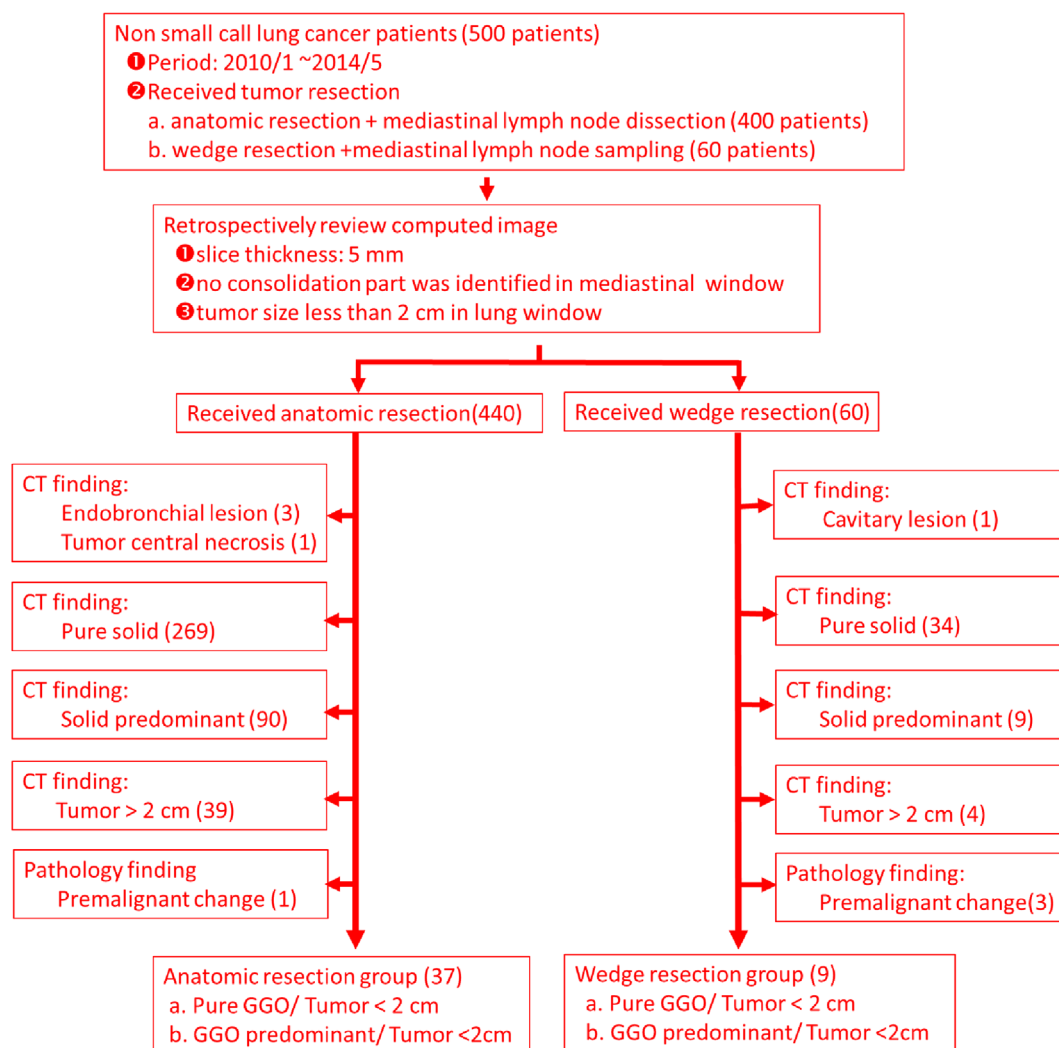 Non small call lung cancer patients (500 patients)
❶Period: 2010/1 ~2014/5
❷Received tumor resection
a. anatomic resection + mediastinal lymph node dissection (400 patients)
b. wedge resection +mediastinal lymph node sampling (60 patients)
Retrospectively review computed image
❶slice thickness: 5 mm
❷no consolidation part was identified in mediastinal window
❸tumor size less than 2 cm in lung window
Received anatomic resection(440)
Received wedge resection(60)
CT finding:
Endobronchial lesion (3)
Tumor central necrosis (1)
CT finding:
Cavitary lesion (1)
CT finding:
Pure solid (269)
CT finding:
Pure solid (34)
CT finding:
Solid predominant (90)
CT finding:
Solid predominant (9)
CT finding:
Tumor > 2 cm (39)
CT finding:
Tumor > 2 cm (4)
Pathology finding
Premalignant change (1)
Pathology finding:
Premalignant change(3)
Anatomic resection group (37)
a. Pure GGO/ Tumor < 2 cm
b. GGO predominant/ Tumor <2cm
Wedge resection group (9)
a. Pure GGO/ Tumor < 2 cm
b. GGO predominant/ Tumor <2cm